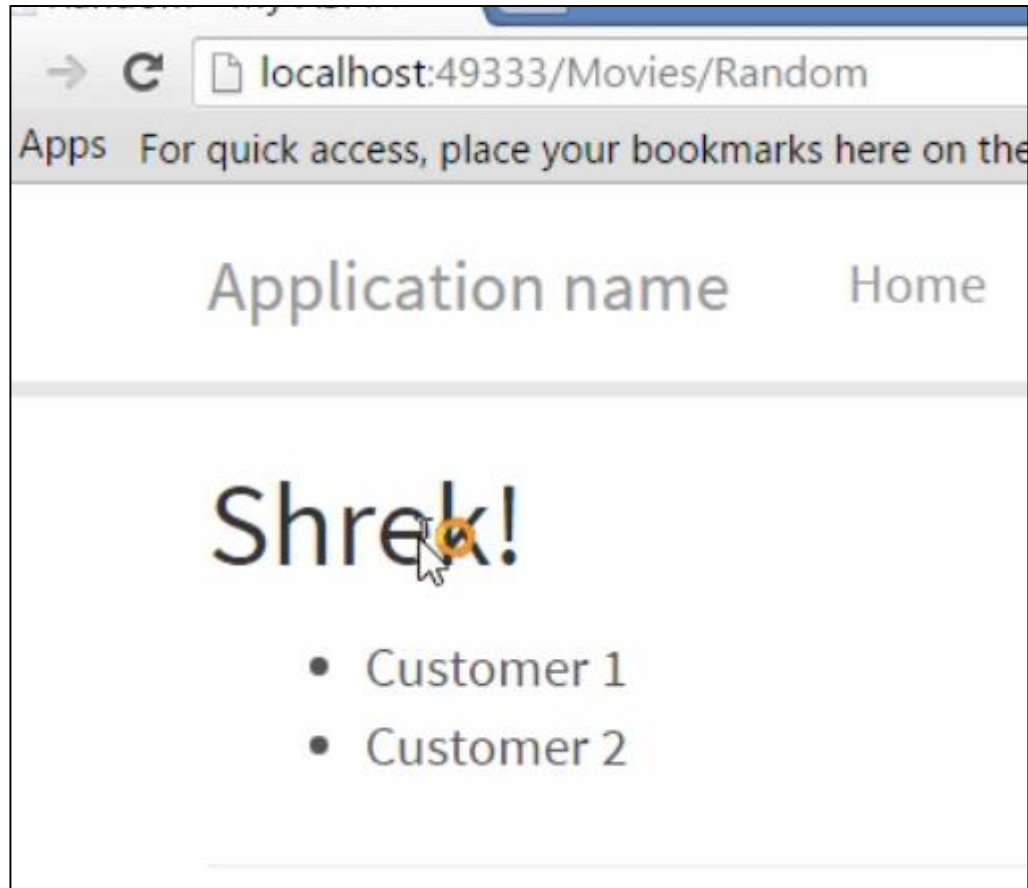 localhost:49333/Movies/Random
Apps For quick access, place your bookmarks here on the
Application name Home
Shrek!
• Customer 1
• Customer 2